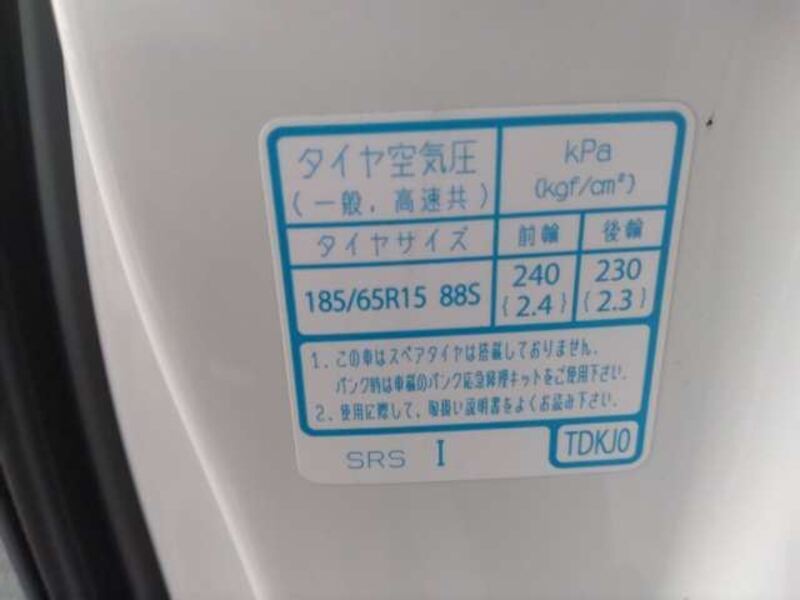 タイヤ空気圧
(一般,高速共)
kPa
(kgf/cm²)
タイヤサイズ
前輪
後輪
185/65R15 88S
240
{2.4}
230
{2.3}
1.この車はスペアタイヤは搭載しておりません.
パンク時は車載のパンク応急修理キットをご使用下さい.
2.使用に際して,取扱い説明書をよくお読み下さい.
SRS I
TDKJ0